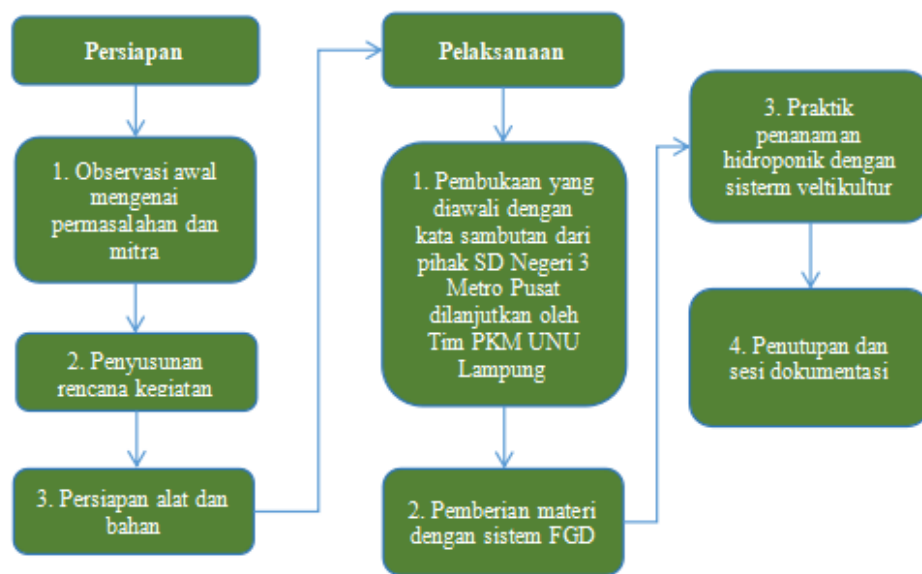 Persiapan
1. Observasi awal
mengenai
permasalahan dan
mitra
2. Penyusunan
rencana kegiatan
3. Persiapan alat dan
bahan
Pelaksanaan
1. Pembukaan yang
diawali dengan
kata sambutan dari
pihak SD Negeri 3
Metro Pusat
dilanjutkan oleh
Tim PKM UNU
Lampung
2. Pemberian materi
dengan sistem FGD
3. Praktik
penanaman
hidroponik dengan
sisterm veltikultur
4. Penutupan dan
sesi dokumentasi